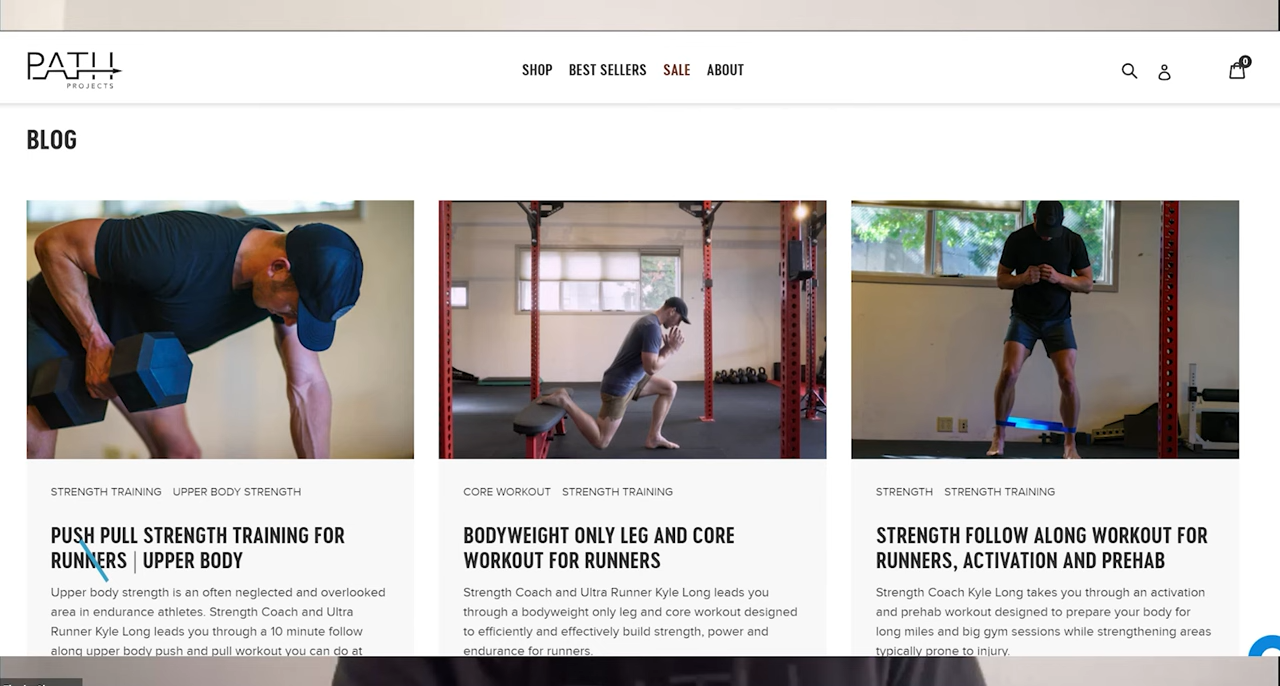 PATH
PROJECTS
SHOP BEST SELLERS SALE ABOUT
0
BLOG
STRENGTH TRAINING UPPER BODY STRENGTH
PUSH PULL STRENGTH TRAINING FOR
RUNNERS | UPPER BODY
Upper body strength is an often neglected and overlooked
area in endurance athletes. Strength Coach and Ultra
Runner Kyle Long leads you through a 10 minute follow
along upper body push and pull workout you can do at
CORE WORKOUT STRENGTH TRAINING
BODYWEIGHT ONLY LEG AND CORE
WORKOUT FOR RUNNERS
Strength Coach and Ultra Runner Kyle Long leads you
through a bodyweight only leg and core workout designed
to efficiently and effectively build strength, power and
endurance for runners.
STRENGTH STRENGTH TRAINING
STRENGTH FOLLOW ALONG WORKOUT FOR
RUNNERS, ACTIVATION AND PREHAB
Strength Coach Kyle Long takes you through an activation
and prehab workout designed to prepare your body for
long miles and big gym sessions while strengthening areas
typically prone to injury.